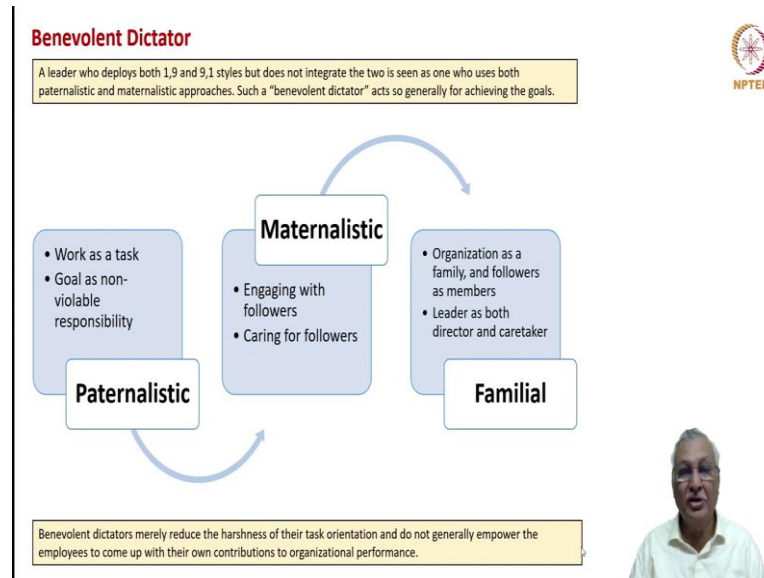 Benevolent Dictator
A leader who deploys both 1,9 and 9,1 styles but does not integrate the two is seen as one who uses both
paternalistic and maternalistic approaches. Such a “benevolent dictator” acts so generally for achieving the goals.
NPTEL
• Work as a task
• Goal as non-
violable
responsibility
Paternalistic
Maternalistic
• Engaging with
followers
• Caring for followers
• Organization as a
family, and followers
as members
• Leader as both
director and caretaker
Familial
Benevolent dictators merely reduce the harshness of their task orientation and do not generally empower the
employees to come up with their own contributions to organizational performance.